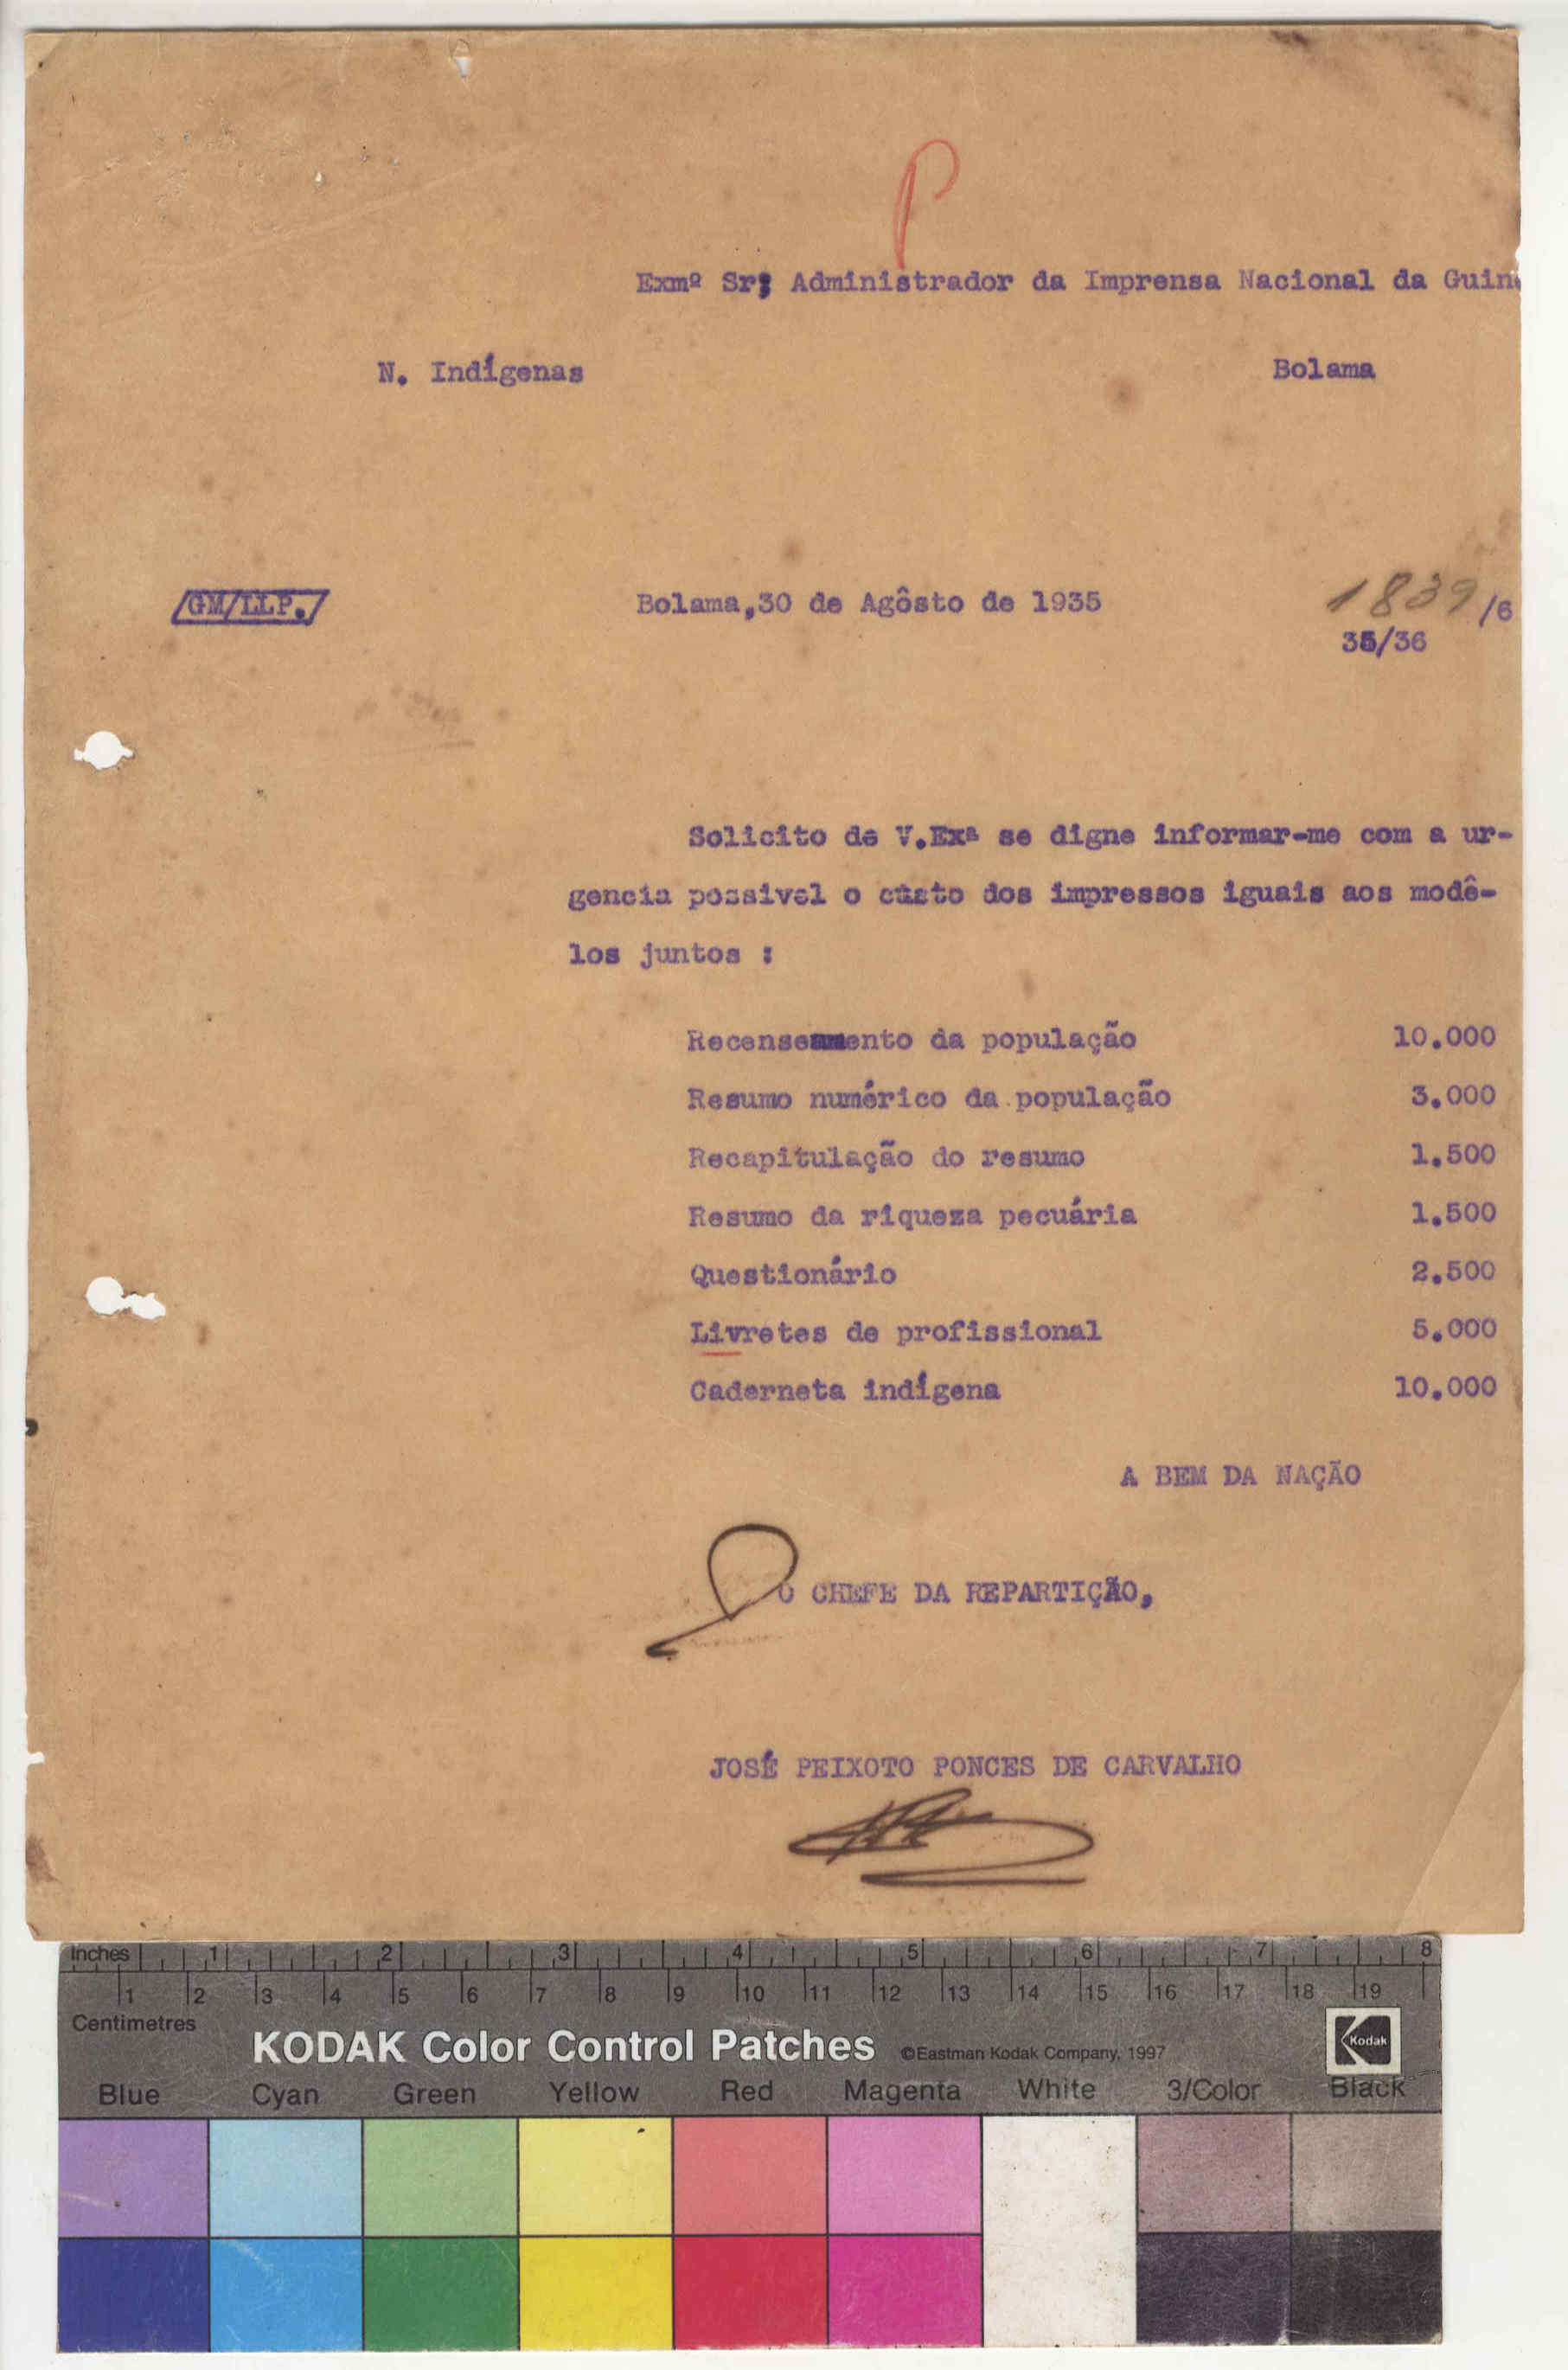 P
Exmº Sr; Administrador da Imprensa Nacional da Guin
N. Indígenas Bolama
/GM/LLP./ Bolama,30 de Agôsto de 1935 1839/6
35/36
Solicito de V.Exª se digne informar-me com a ur-
gencia possivel o custo dos impressos iguais aos modê-
los juntos :
Recenseamento da população 10.000
Resumo numérico da população 3.000
Recapitulação do resumo 1.500
Resumo da riqueza pecuária 1.500
Questionário 2.500
Livretes de profissional 5.000
Caderneta indígena 10.000
A BEM DA NAÇÃO
O CHEFE DA REPARTIÇÃO,
JOSÉ PEIXOTO PONCES DE CARVALHO
Inches 1 2 3 4 5 6 7 8
1 2 3 4 5 6 7 8 9 10 11 12 13 14 15 16 17 18 19
Centimetres
KODAK Color Control Patches ©Eastman Kodak Company, 1997 Kodak
Blue Cyan Green Yellow Red Magenta White 3/Color Black